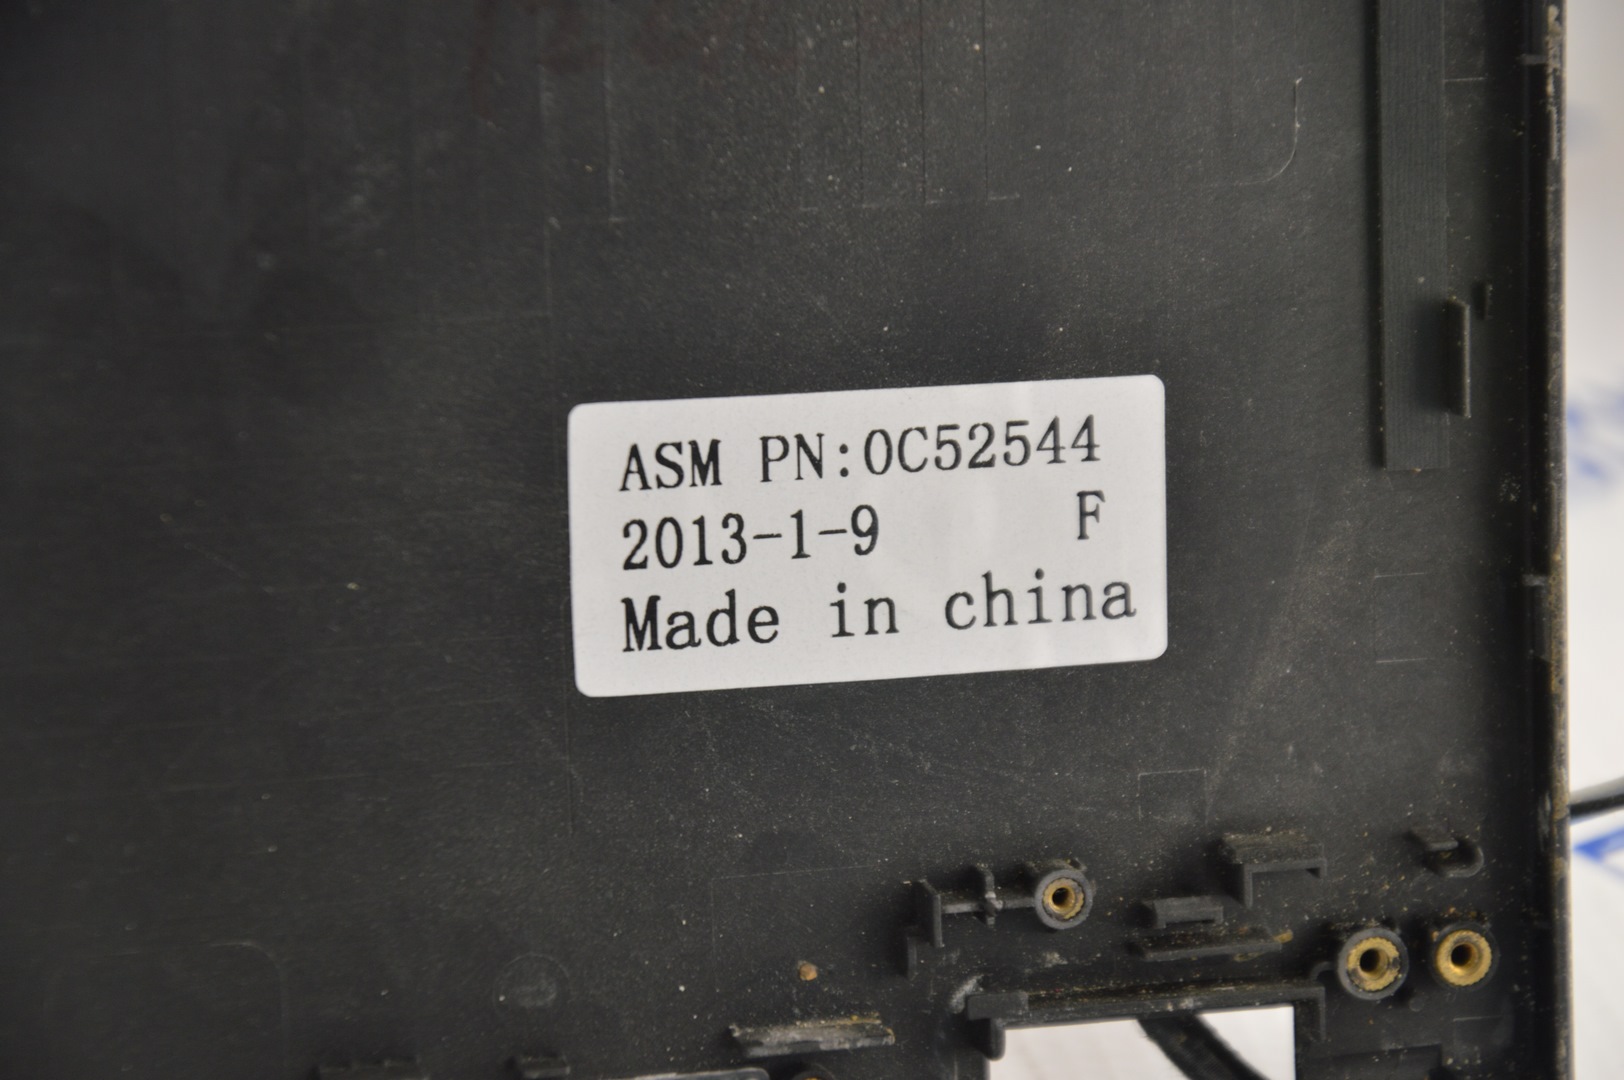 ASM PN:0C52544
2013-1-9 F
Made in china